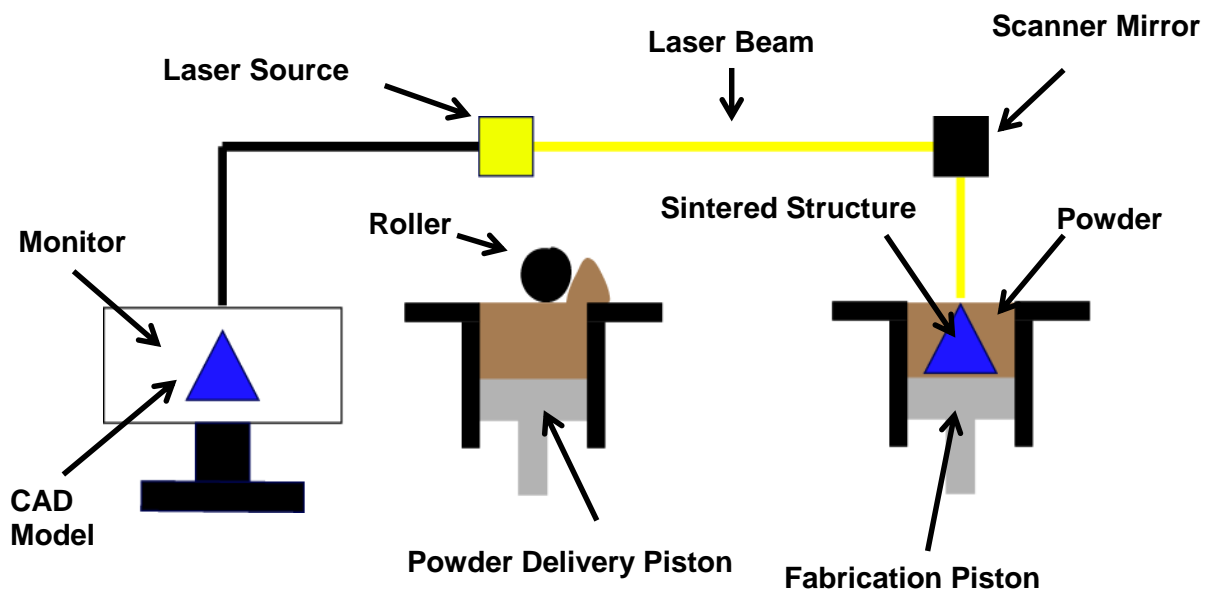 Scanner Mirror
Laser Beam
Laser Source
Sintered Structure
Powder
Roller
Monitor
CAD
Model
Powder Delivery Piston
Fabrication Piston